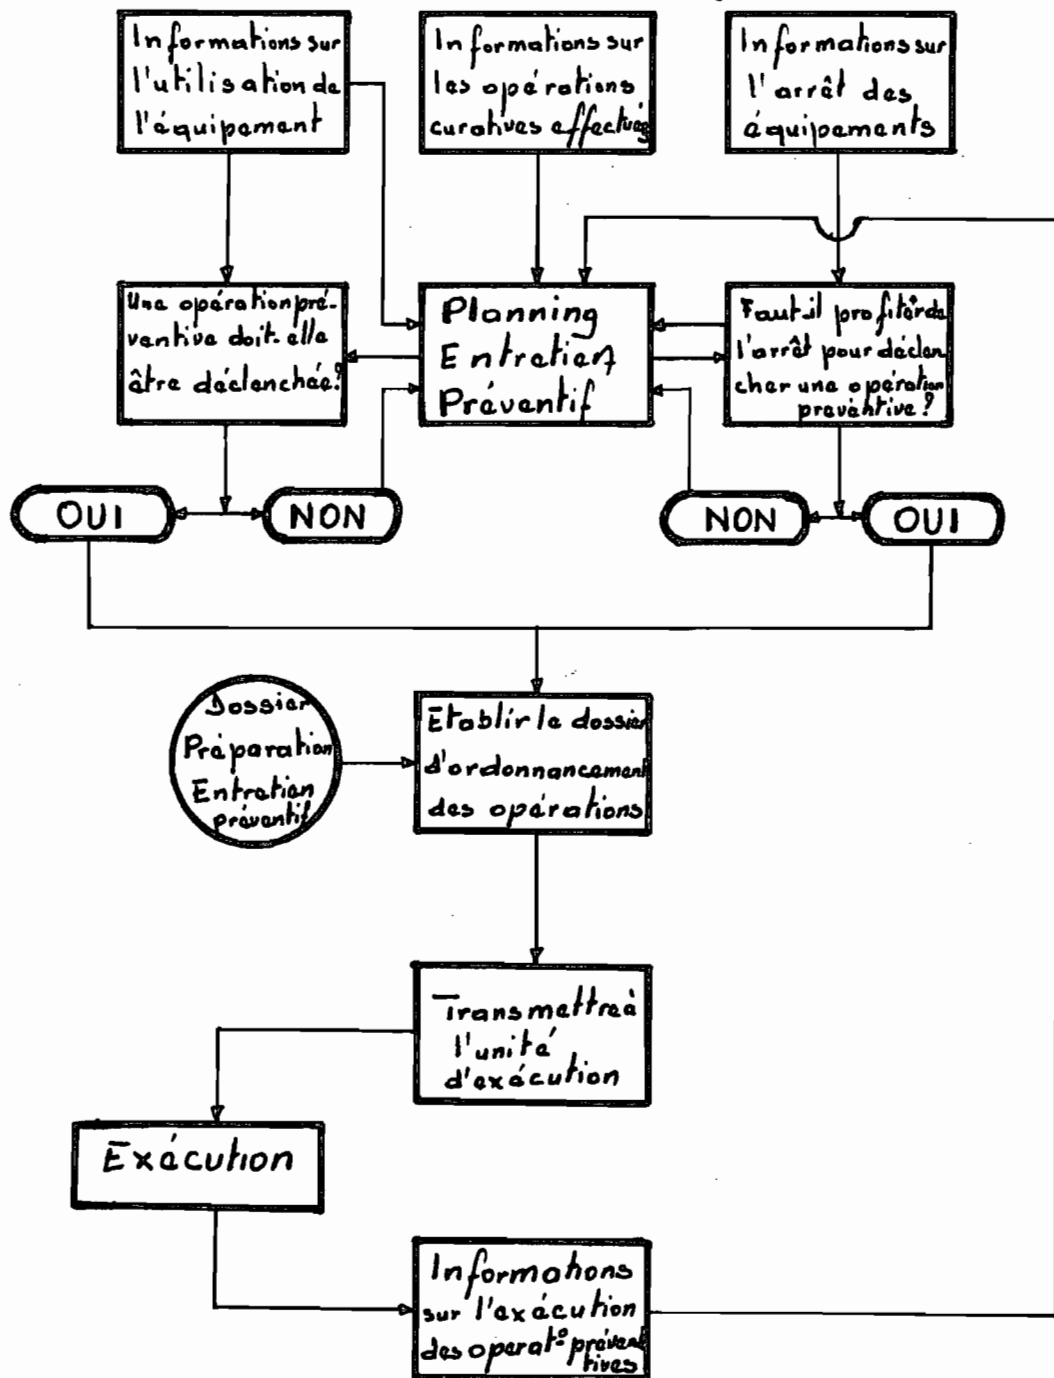 Informations sur
l'utilisation de
l'équipement
Informations sur
les opérations
curatives effectués
Informations sur
l'arrêt des
équipements
Une opération pré-
ventive doit-elle
être déclenchée?
Planning
Entretien
Préventif
Faut-il profiter de
l'arrêt pour déclen
cher une opération
préventive?
OUI
NON
NON
OUI
Dossier
Préparation
Entretien
préventif
Etablir le dossier
d'ordonnancement
des opérations
Transmettre à
l'unité
d'exécution
Exécution
Informations
sur l'exécution
des operat° préven
tives